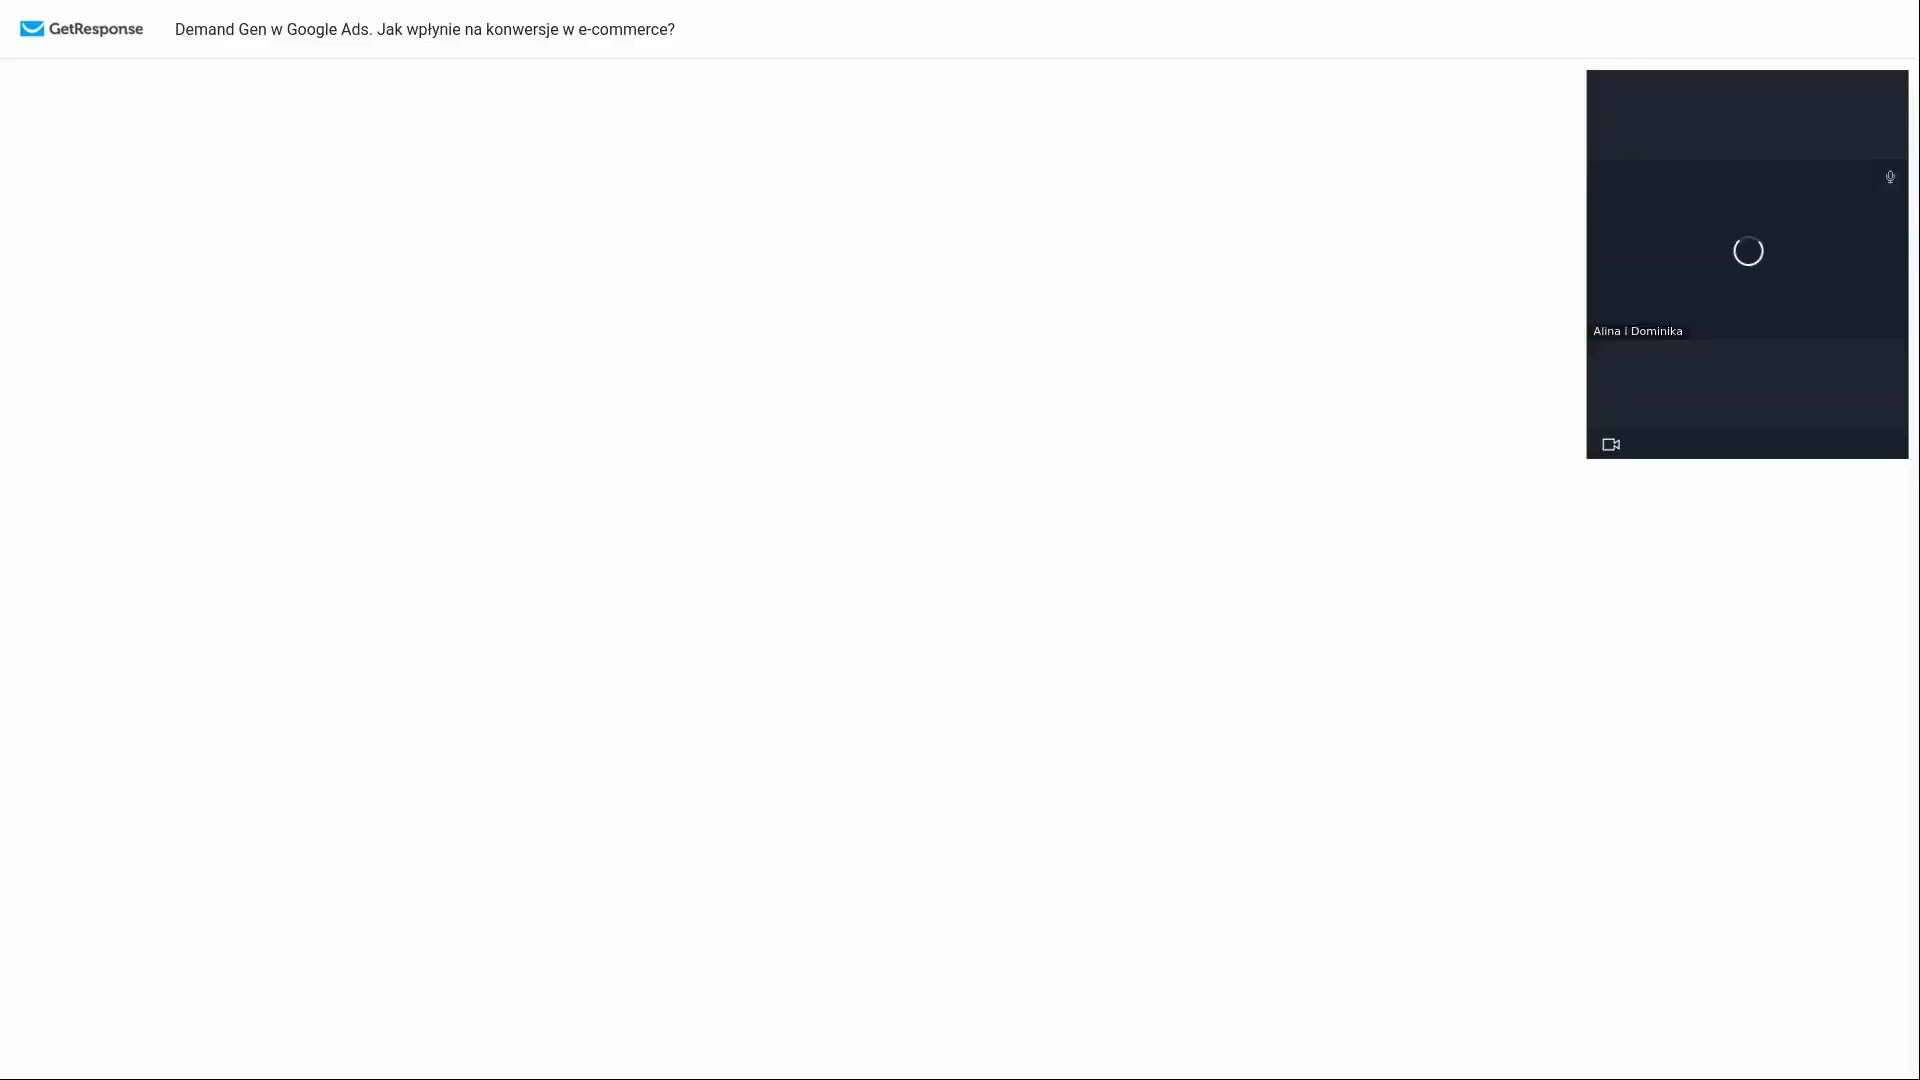 GetResponse
Demand Gen w Google Ads. Jak wpłynie na konwersje w e-commerce?
Alina i Dominika